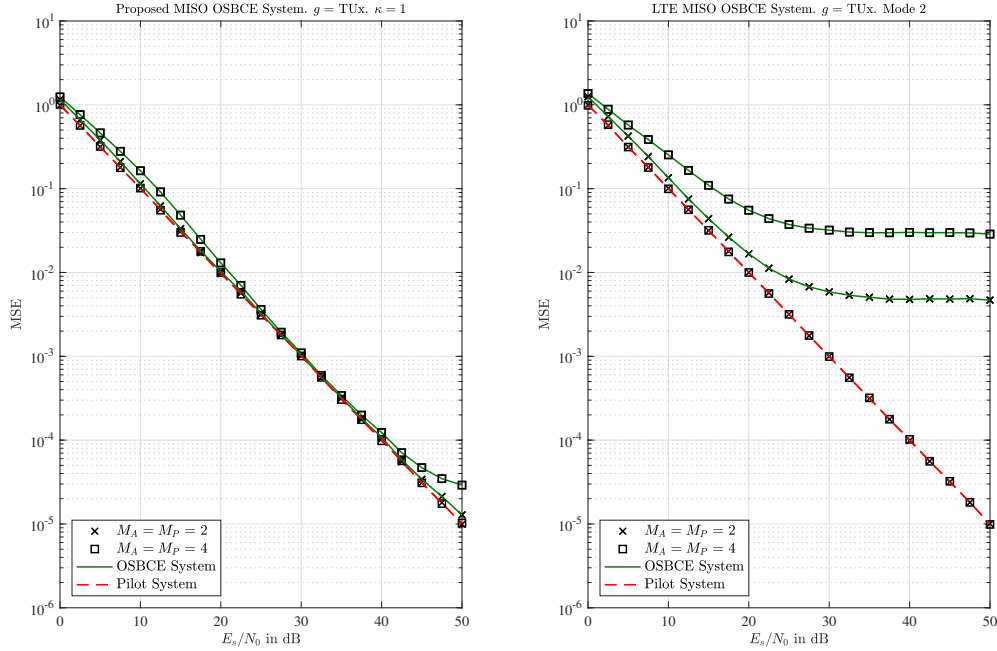 Proposed MISO OSBCE System. g = TUx. κ = 1
10^1
10^0
10^-1
10^-2
10^-3
10^-4
10^-5
10^-6
MSE
0 10 20 30 40 50
E_s/N_0 in dB
M_A = M_P = 2
M_A = M_P = 4
OSBCE System
Pilot System
LTE MISO OSBCE System. g = TUx. Mode 2
10^1
10^0
10^-1
10^-2
10^-3
10^-4
10^-5
10^-6
MSE
0 10 20 30 40 50
E_s/N_0 in dB
M_A = M_P = 2
M_A = M_P = 4
OSBCE System
Pilot System